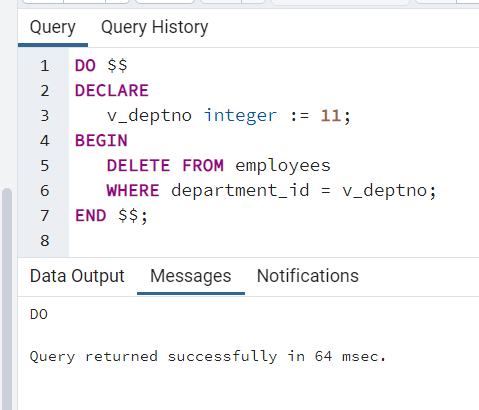 Query Query History
1 DO $$
2 DECLARE
3 v_deptno integer := 11;
4 BEGIN
5 DELETE FROM employees
6 WHERE department_id = v_deptno;
7 END $$;
8
Data Output Messages Notifications
DO
Query returned successfully in 64 msec.